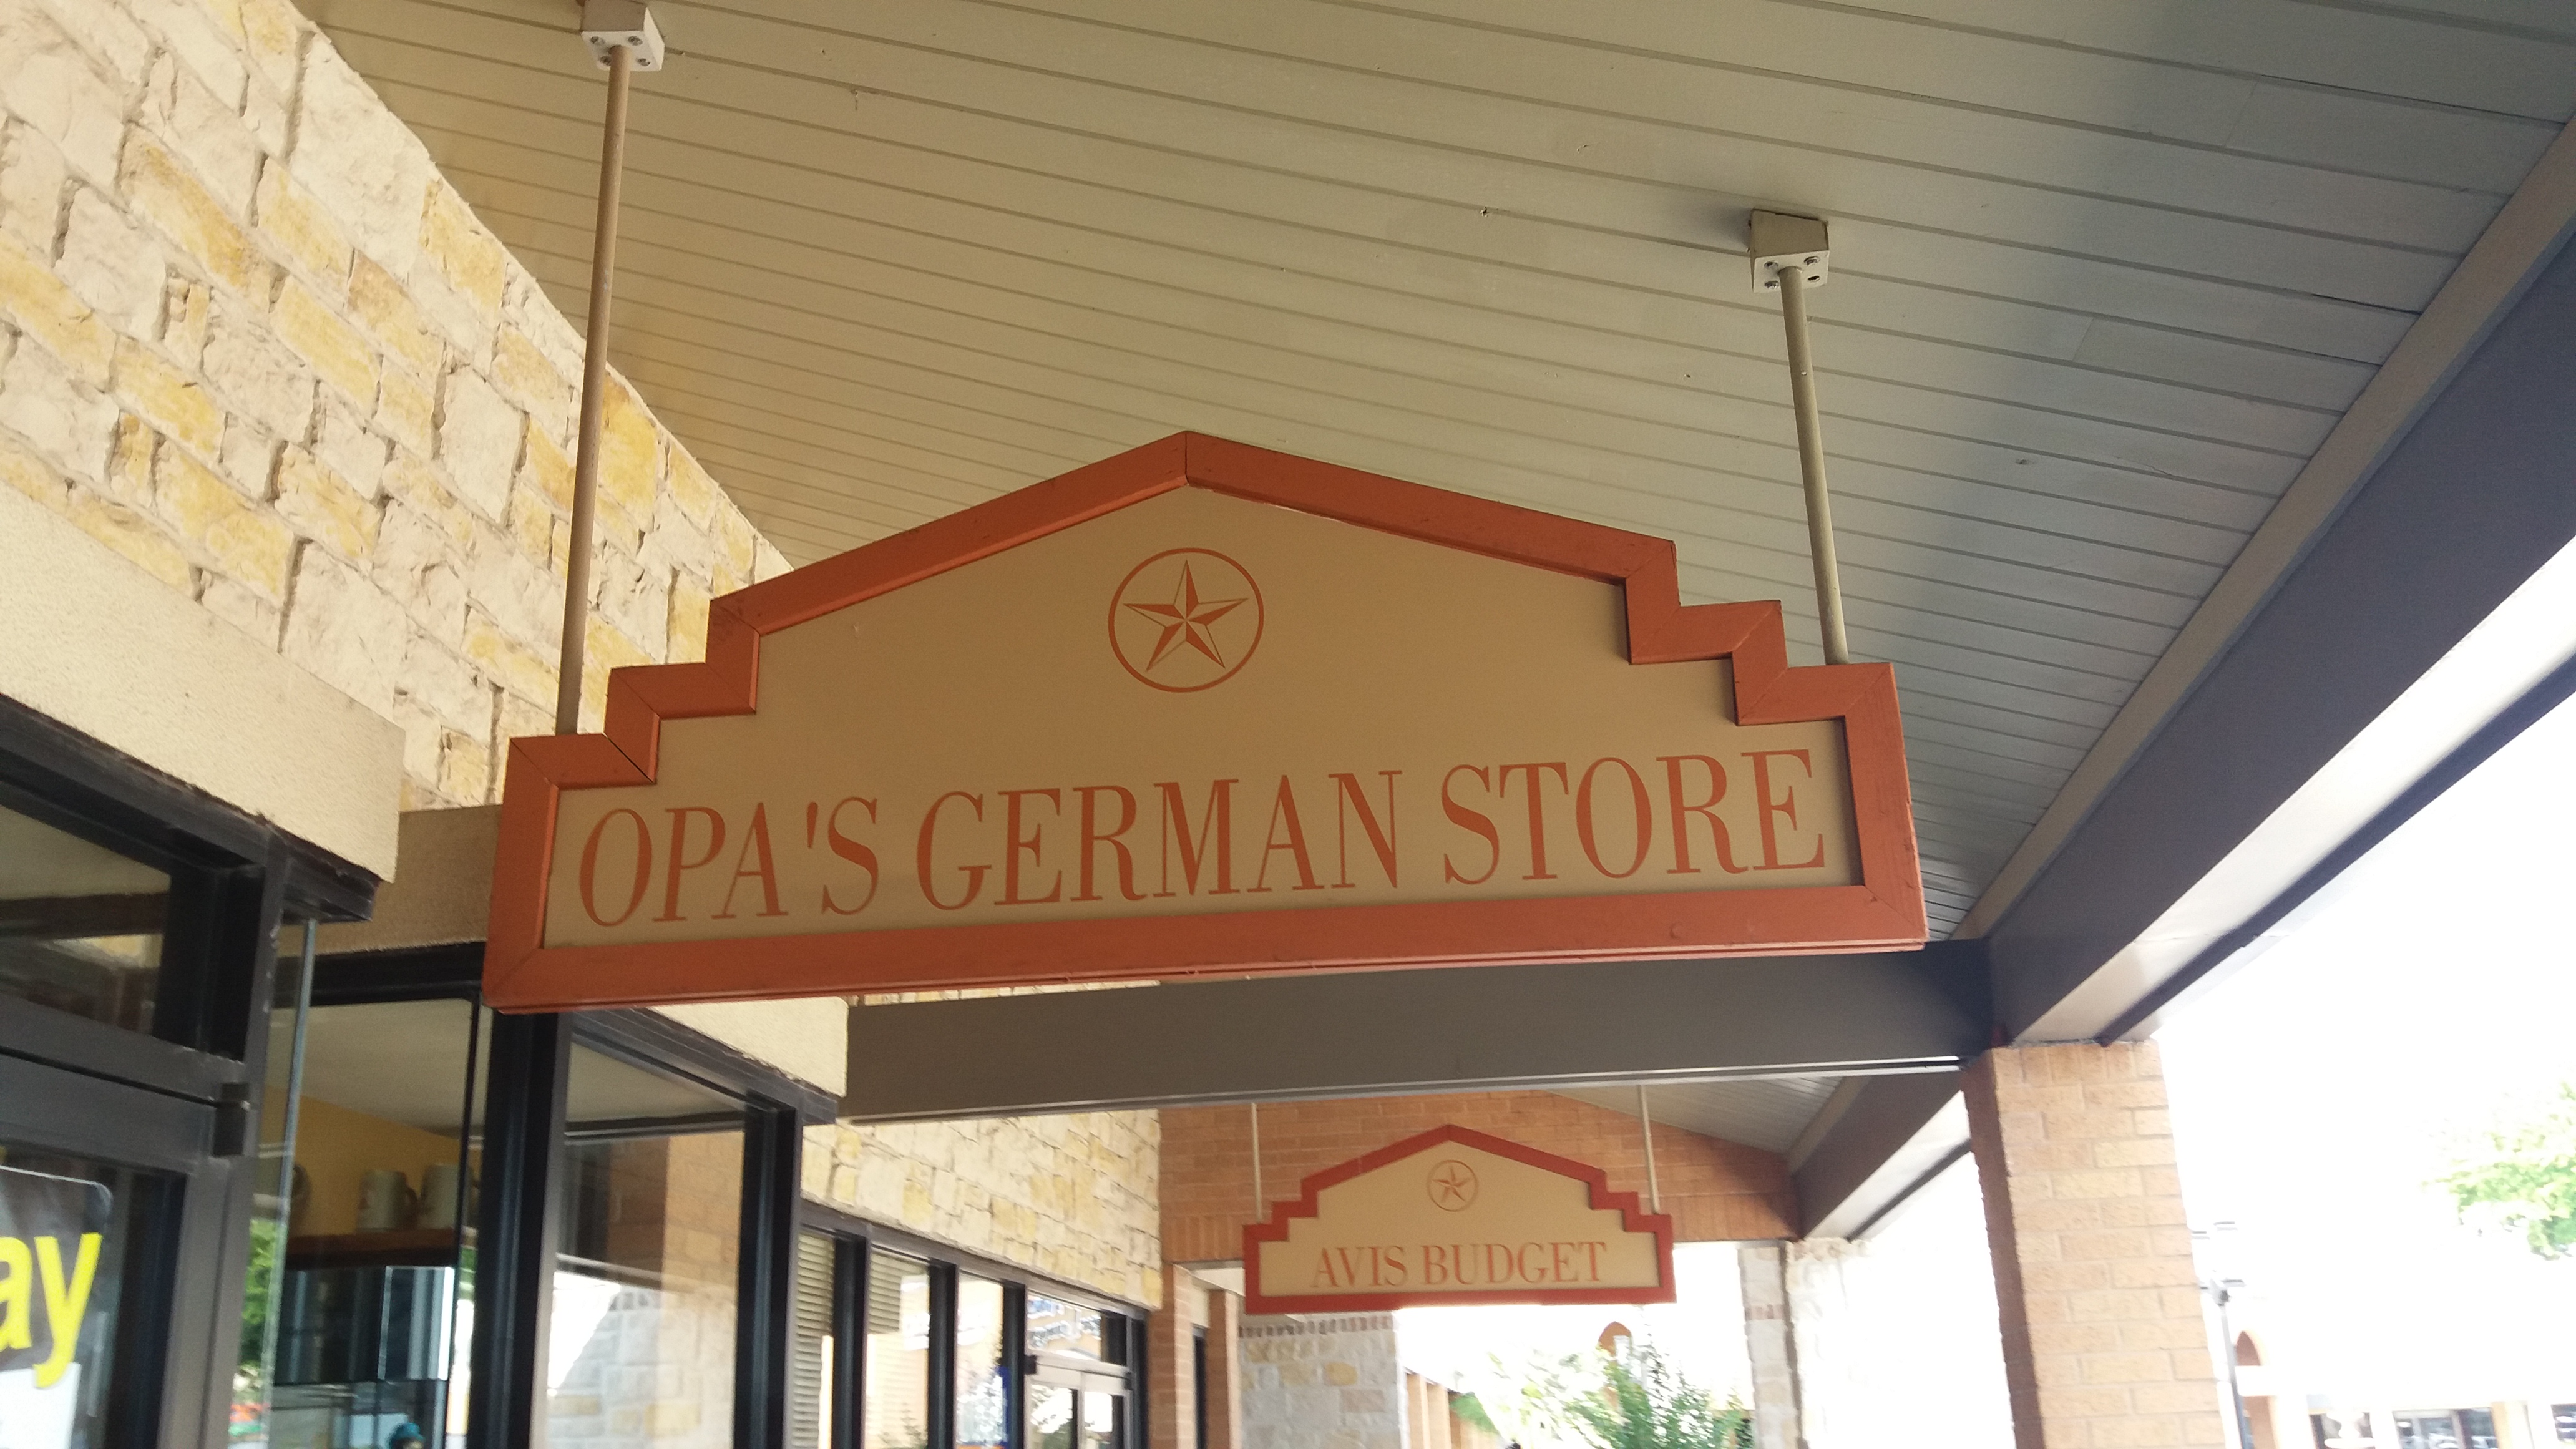 OPA'S GERMAN STORE
AVIS BUDGET
ay